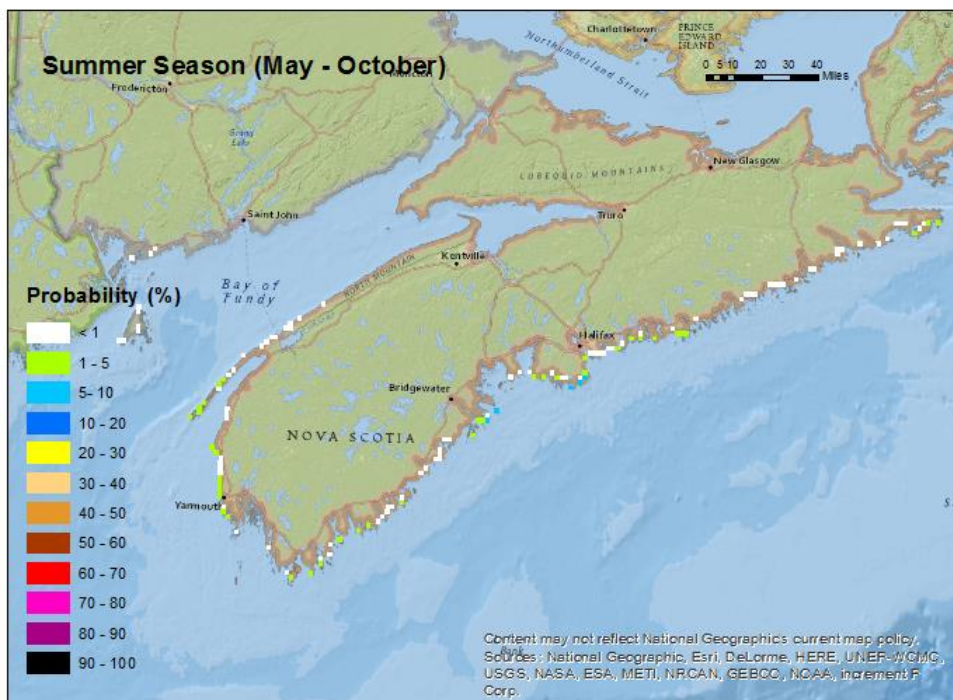 Summer Season (May - October)
Charlottetown
PRINCE
EDWARD
ISLAND
Northumberland Strait
0 5 10 20 30 40
Miles
Fredericton
Grand
Lake
New Glasgow
COBEQUID MOUNTAINS
Truro
Saint John
NORTH MOUNTAIN
Kentville
Bay of
Fundy
Probability (%)
< 1
1 - 5
5 - 10
10 - 20
20 - 30
30 - 40
40 - 50
50 - 60
60 - 70
70 - 80
80 - 90
90 - 100
Halifax
Bridgewater
NOVA SCOTIA
Yarmouth
Content may not reflect National Geographic's current map policy.
Sources: National Geographic, Esri, DeLorme, HERE, UNEP-WCMC,
USGS, NASA, ESA, METI, NRCAN, GEBCO, NOAA, increment P
Corp.